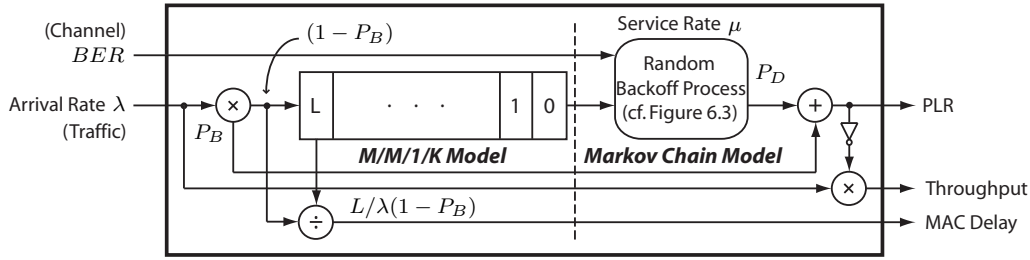 (Channel)
BER
(1 − P_B)
Service Rate μ
Random
Backoff Process
(cf. Figure 6.3)
P_D
Arrival Rate λ
(Traffic)
×
P_B
L · · · 1 0
+
PLR
M/M/1/K Model
Markov Chain Model
×
Throughput
÷
L/λ(1 − P_B)
MAC Delay